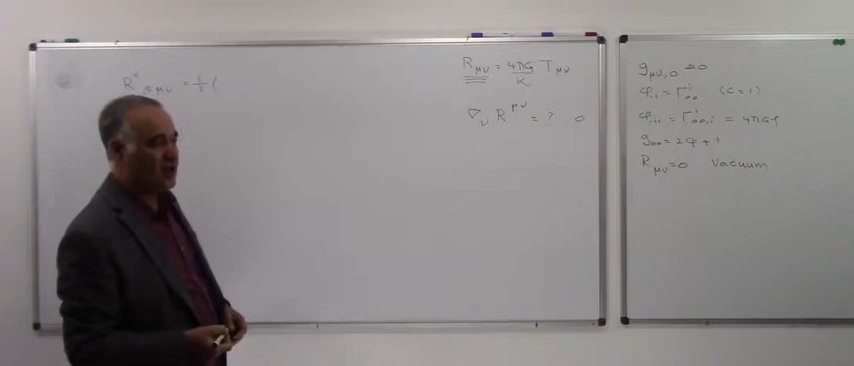 R^α_βμν = 1/2 (
R_μν = 4πG/K T_μν
∇_ν R^μν = ? 0
g_μν,0 ≈ 0
φ,i = Γ^i_00 (c = 1)
φ,ii = Γ^i_00,i = 4πGρ
g_00 = 2φ + 1
R_μν = 0 Vacuum